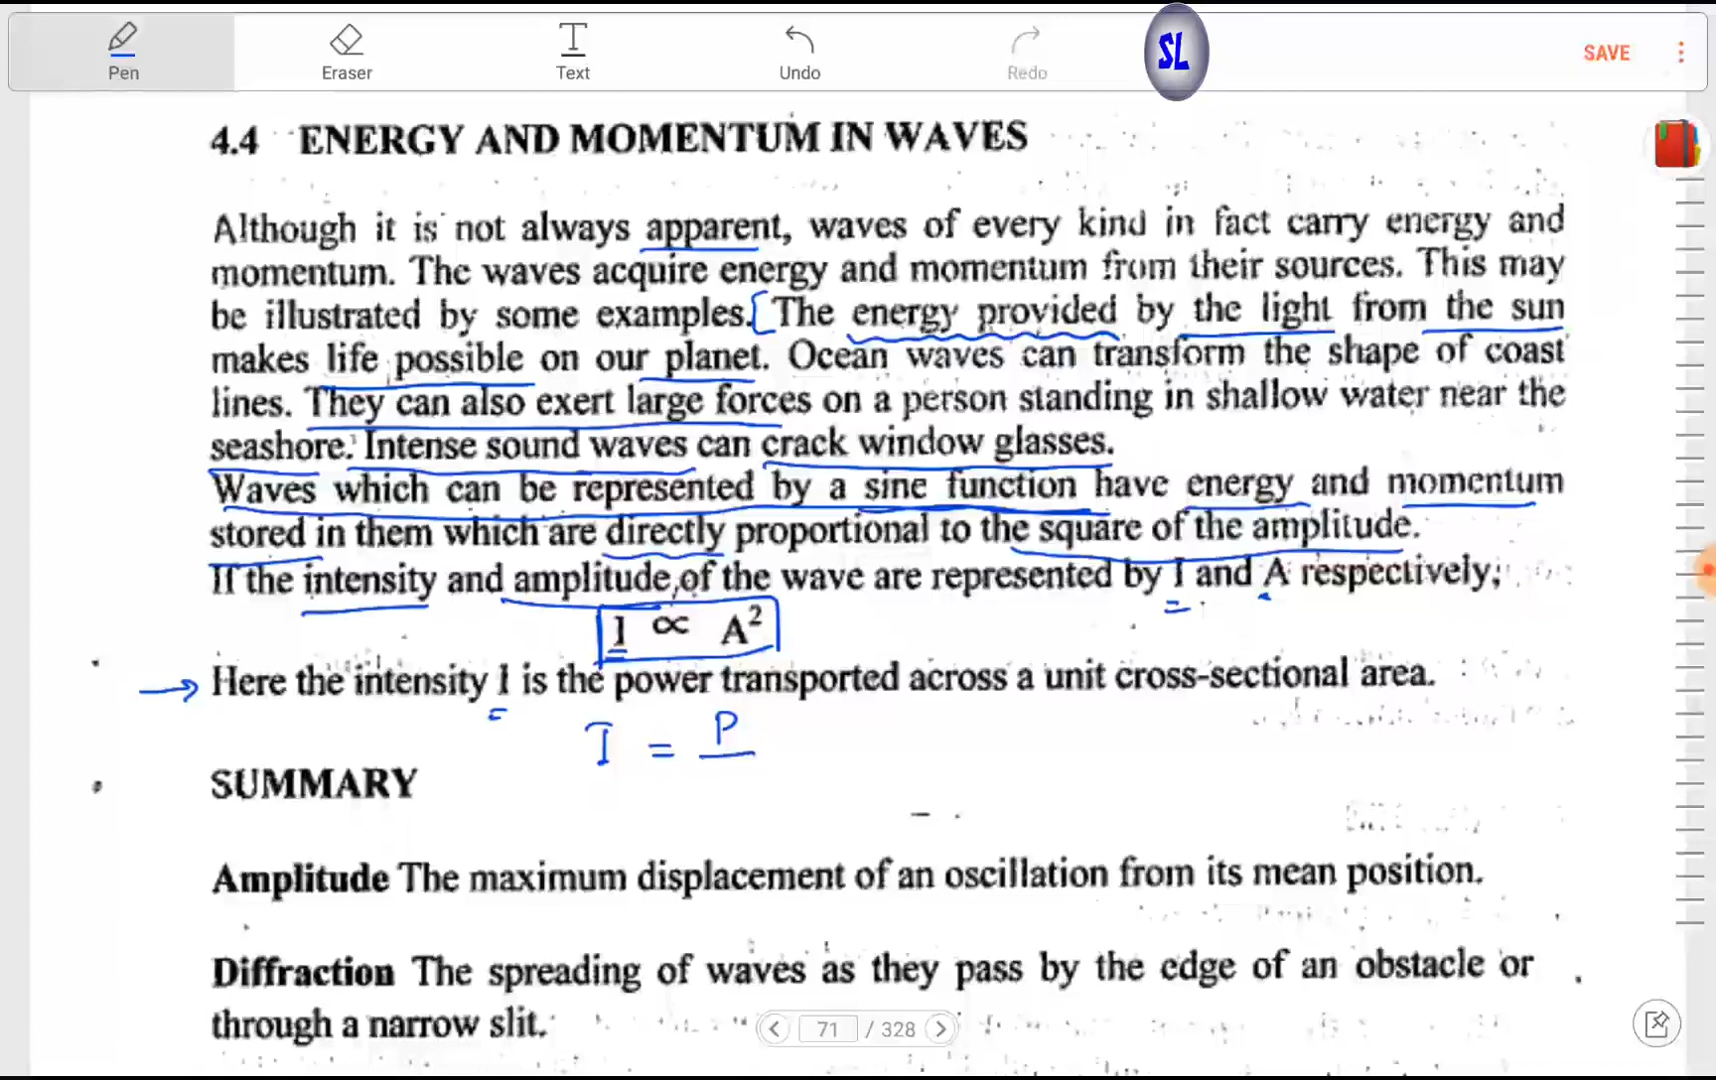 Pen
Eraser
Text
Undo
Redo
SL
SAVE
4.4 ENERGY AND MOMENTUM IN WAVES
Although it is not always apparent, waves of every kind in fact carry energy and
momentum. The waves acquire energy and momentum from their sources. This may
be illustrated by some examples. [The energy provided by the light from the sun
makes life possible on our planet. Ocean waves can transform the shape of coast
lines. They can also exert large forces on a person standing in shallow water near the
seashore. Intense sound waves can crack window glasses.
Waves which can be represented by a sine function have energy and momentum
stored in them which are directly proportional to the square of the amplitude.
If the intensity and amplitude of the wave are represented by I and A respectively;
I ∝ A²
→ Here the intensity I is the power transported across a unit cross-sectional area.
I = P
SUMMARY
Amplitude The maximum displacement of an oscillation from its mean position.
Diffraction The spreading of waves as they pass by the edge of an obstacle or
through a narrow slit.
71 / 328